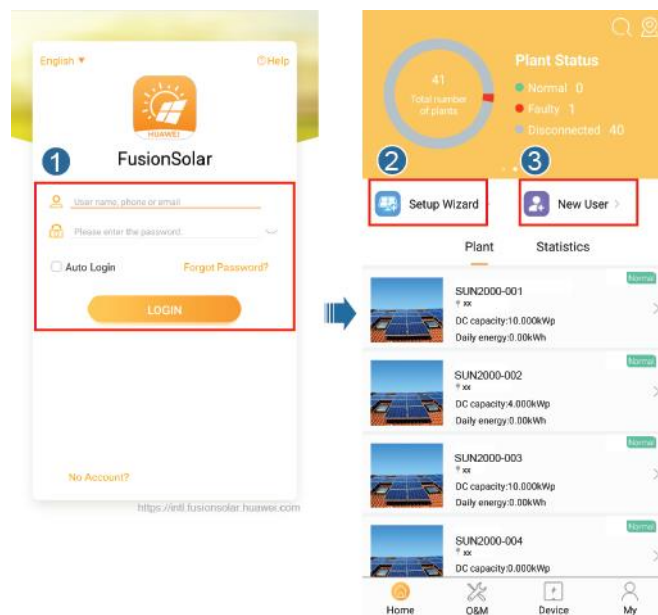 English ▼
Help
HUAWEI
1
FusionSolar
User name, phone or email
Please enter the password
Auto Login
Forgot Password?
LOGIN
No Account?
https://intl.fusionsolar.huawei.com
41
Total number
of plants
Plant Status
Normal 0
Faulty 1
Disconnected 40
2
3
Setup Wizard >
New User >
Plant
Statistics
Normal
SUN2000-001
xx
DC capacity:10.000kWp
Daily energy:0.00kWh
Normal
SUN2000-002
xx
DC capacity:4.000kWp
Daily energy:0.00kWh
Normal
SUN2000-003
xx
DC capacity:10.000kWp
Daily energy:0.00kWh
Normal
SUN2000-004
xx
DC capacity:0.000kWp
Home
O&M
Device
My